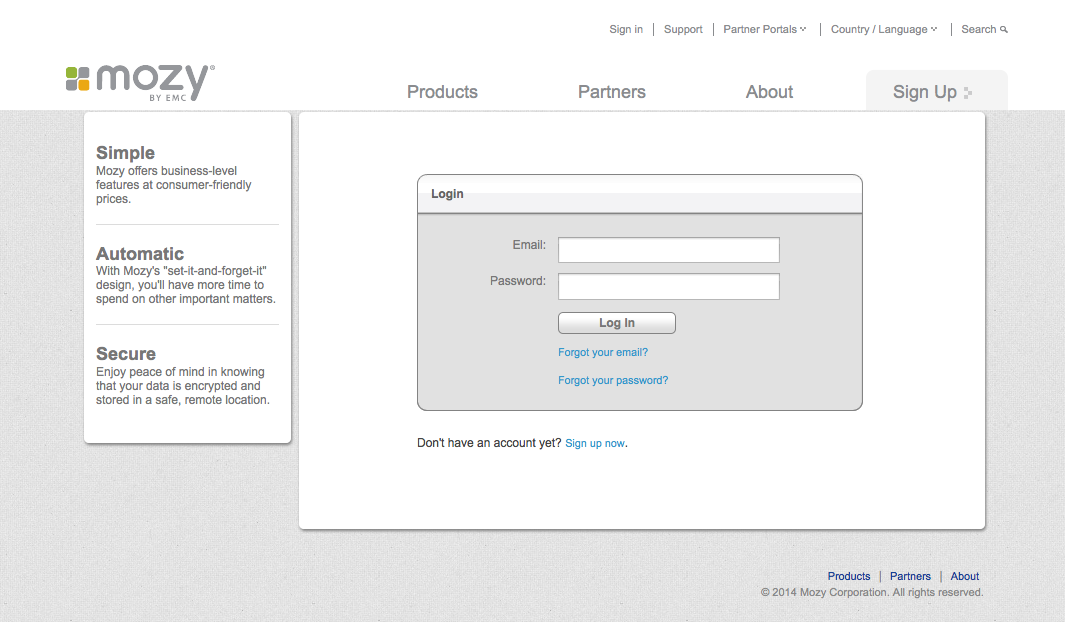 Sign in | Support | Partner Portals | Country / Language | Search
mozy®
BY EMC
Products Partners About Sign Up
Simple
Mozy offers business-level
features at consumer-friendly
prices.
Automatic
With Mozy's "set-it-and-forget-it"
design, you'll have more time to
spend on other important matters.
Secure
Enjoy peace of mind in knowing
that your data is encrypted and
stored in a safe, remote location.
Login
Email:
Password:
Log In
Forgot your email?
Forgot your password?
Don't have an account yet? Sign up now.
Products | Partners | About
© 2014 Mozy Corporation. All rights reserved.